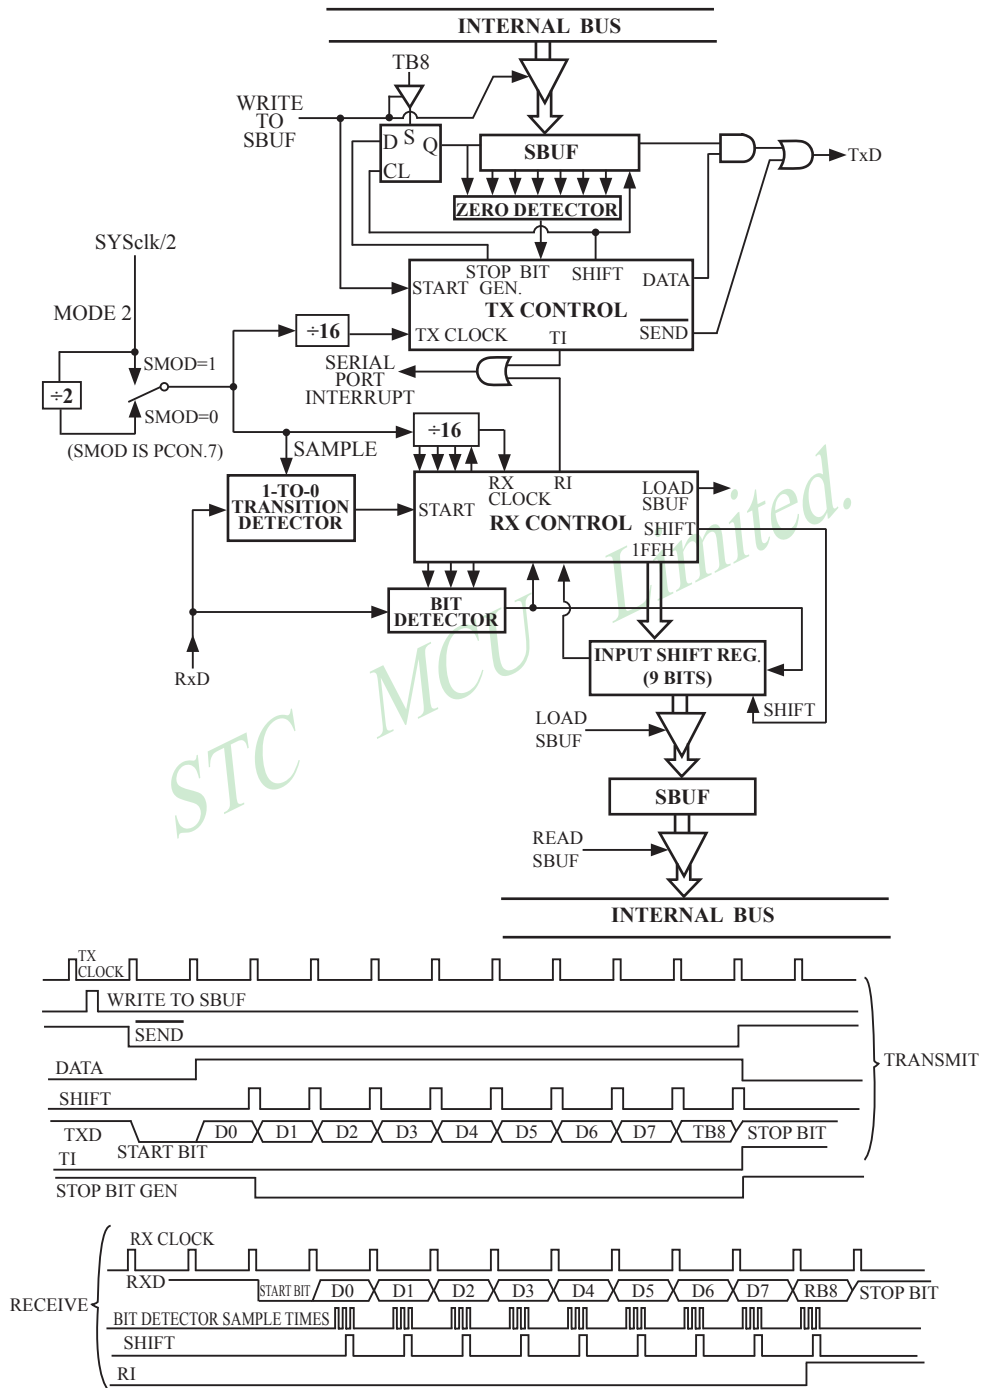 INTERNAL BUS
TB8
WRITE
TO
SBUF
D S Q
CL
SBUF
TxD
ZERO DETECTOR
SYSclk/2
STOP BIT
GEN.
SHIFT
DATA
START
TX CONTROL
MODE 2
÷16
TX CLOCK
TI
SEND
SERIAL
PORT
INTERRUPT
SMOD=1
÷2
SMOD=0
(SMOD IS PCON.7)
SAMPLE
÷16
1-TO-0
TRANSITION
DETECTOR
START
RX
CLOCK
RI
LOAD
SBUF
RX CONTROL
SHIFT
1FFH
BIT
DETECTOR
RxD
INPUT SHIFT REG.
(9 BITS)
SHIFT
LOAD
SBUF
SBUF
READ
SBUF
INTERNAL BUS
STC MCU Limited.
TX
CLOCK
WRITE TO SBUF
SEND
DATA
TRANSMIT
SHIFT
TXD
START BIT
D0 D1 D2 D3 D4 D5 D6 D7 TB8 STOP BIT
TI
STOP BIT GEN
RX CLOCK
RXD
START BIT D0 D1 D2 D3 D4 D5 D6 D7 RB8 STOP BIT
RECEIVE
BIT DETECTOR SAMPLE TIMES
SHIFT
RI